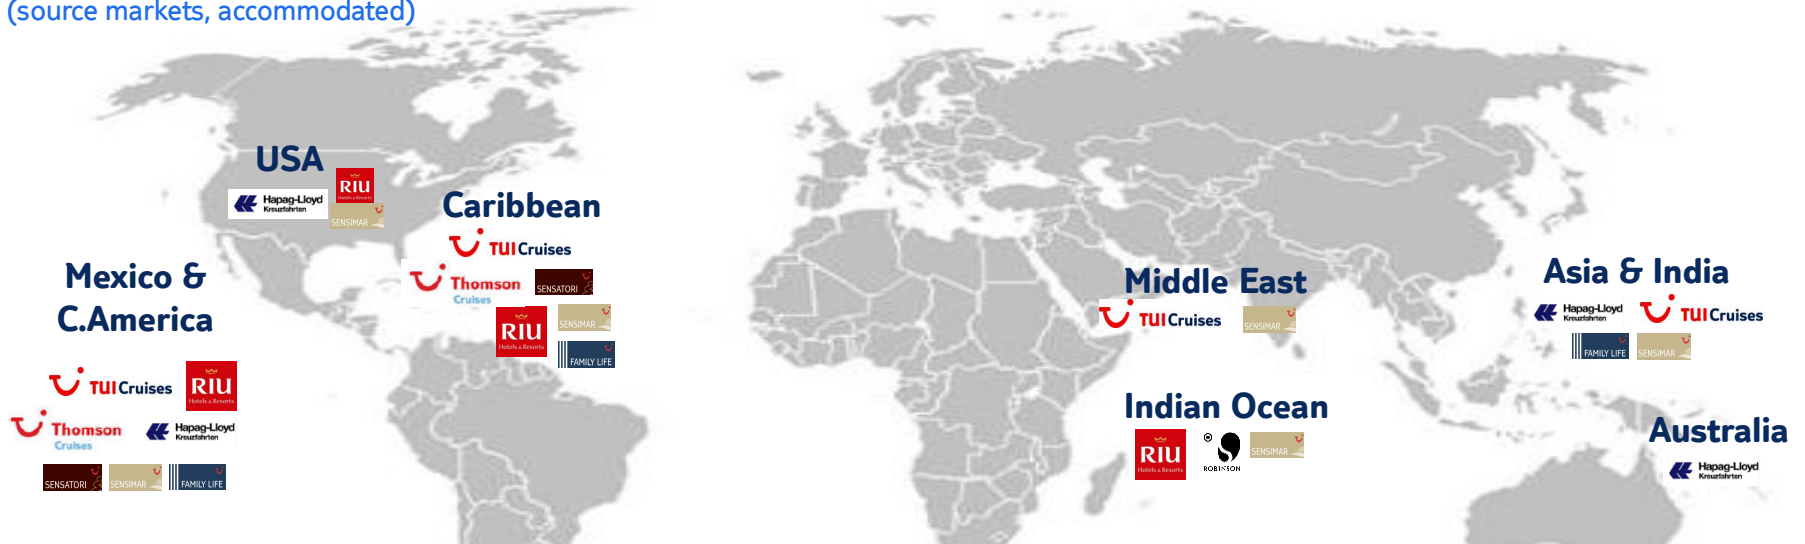 (source markets, accommodated)
USA
Hapag-Lloyd
Kreuzfahrten
RIU
Hotels & Resorts
SENSIMAR
Caribbean
TUI Cruises
Thomson
Cruises
SENSATORI
RIU
Hotels & Resorts
SENSIMAR
FAMILY LIFE
Mexico &
C.America
TUI Cruises
RIU
Hotels & Resorts
Thomson
Cruises
Hapag-Lloyd
Kreuzfahrten
SENSATORI
SENSIMAR
FAMILY LIFE
Middle East
TUI Cruises
SENSIMAR
Indian Ocean
RIU
Hotels & Resorts
ROBINSON
SENSIMAR
Asia & India
Hapag-Lloyd
Kreuzfahrten
TUI Cruises
FAMILY LIFE
SENSIMAR
Australia
Hapag-Lloyd
Kreuzfahrten